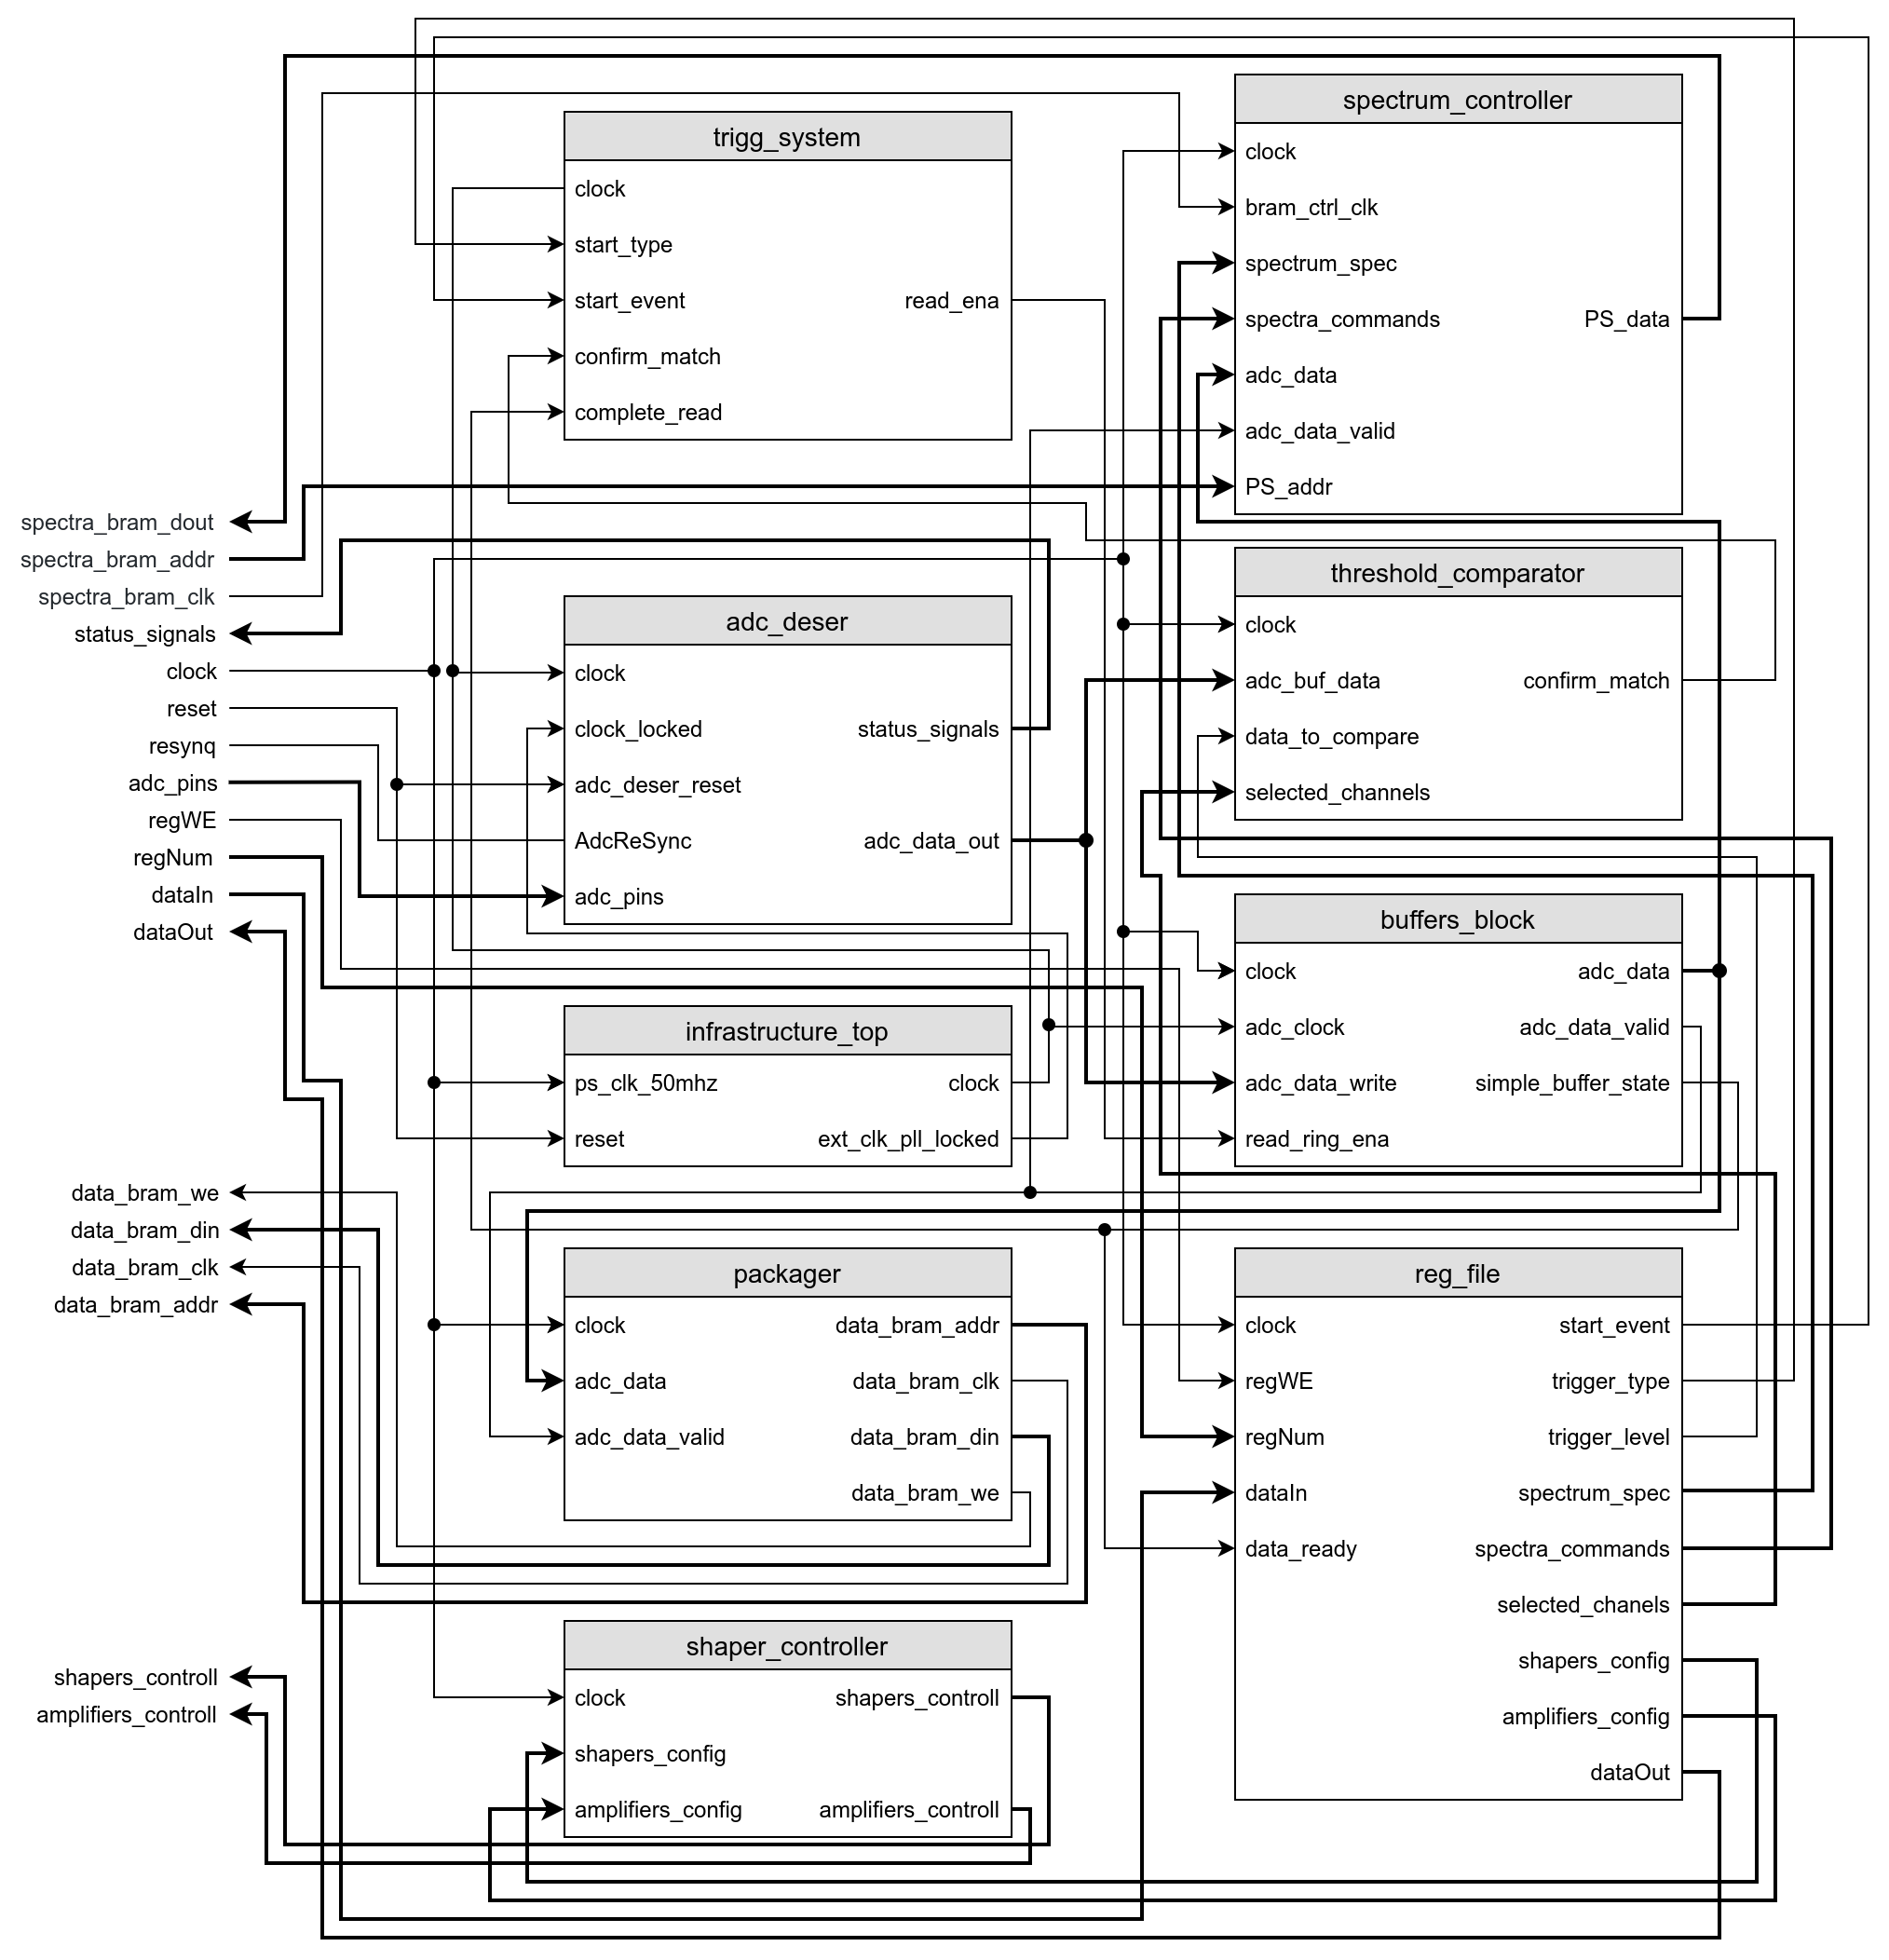 spectra_bram_dout
spectra_bram_addr
spectra_bram_clk
status_signals
clock
reset
resynq
adc_pins
regWE
regNum
dataIn
dataOut
data_bram_we
data_bram_din
data_bram_clk
data_bram_addr
shapers_controll
amplifiers_controll
trigg_system
clock
start_type
start_event
read_ena
confirm_match
complete_read
adc_deser
clock
clock_locked
status_signals
adc_deser_reset
AdcReSync
adc_data_out
adc_pins
infrastructure_top
ps_clk_50mhz
clock
reset
ext_clk_pll_locked
packager
clock
data_bram_addr
adc_data
data_bram_clk
adc_data_valid
data_bram_din
data_bram_we
shaper_controller
clock
shapers_controll
shapers_config
amplifiers_config
amplifiers_controll
spectrum_controller
clock
bram_ctrl_clk
spectrum_spec
spectra_commands
PS_data
adc_data
adc_data_valid
PS_addr
threshold_comparator
clock
adc_buf_data
confirm_match
data_to_compare
selected_channels
buffers_block
clock
adc_data
adc_clock
adc_data_valid
adc_data_write
simple_buffer_state
read_ring_ena
reg_file
clock
start_event
regWE
trigger_type
regNum
trigger_level
dataIn
spectrum_spec
data_ready
spectra_commands
selected_chanels
shapers_config
amplifiers_config
dataOut